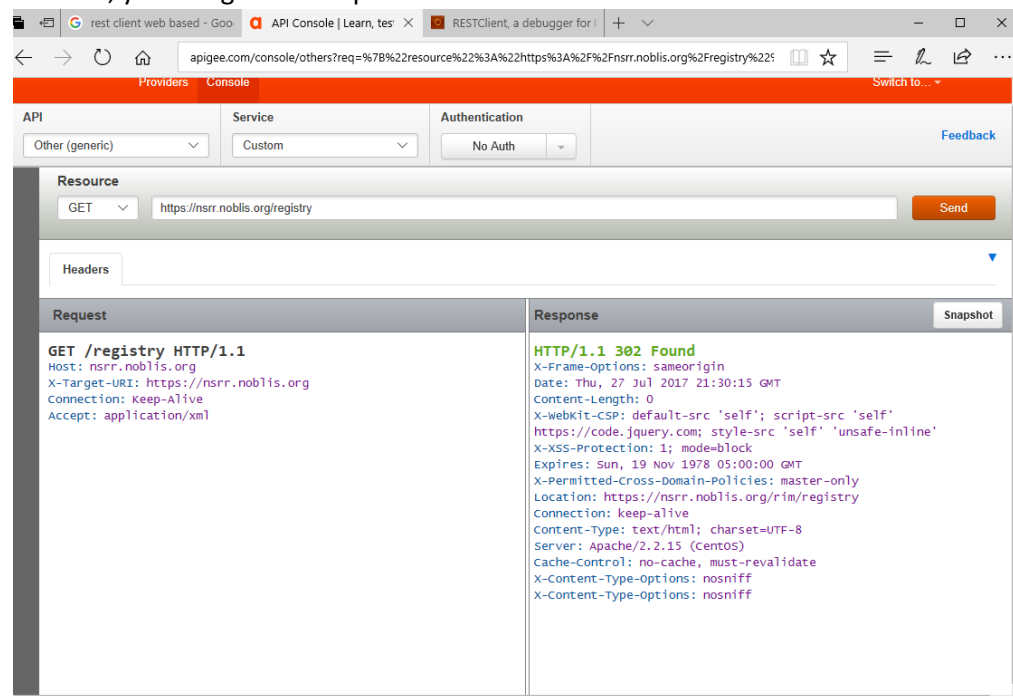 rest client web based - Goo
API Console | Learn, tes
RESTClient, a debugger for
apigee.com/console/others?req=%7B%22resource%22%3A%22https%3A%2F%2Fnsrr.noblis.org%2Fregistry%22%
Providers Console Switch to...
API Service Authentication
Feedback
Other (generic) Custom No Auth
Resource
GET https://nsrr.noblis.org/registry Send
Headers
Request
GET /registry HTTP/1.1
Host: nsrr.noblis.org
X-Target-URI: https://nsrr.noblis.org
Connection: Keep-Alive
Accept: application/xml
Response Snapshot
HTTP/1.1 302 Found
X-Frame-Options: sameorigin
Date: Thu, 27 Jul 2017 21:30:15 GMT
Content-Length: 0
X-WebKit-CSP: default-src 'self'; script-src 'self'
https://code.jquery.com; style-src 'self' 'unsafe-inline'
X-XSS-Protection: 1; mode=block
Expires: Sun, 19 Nov 1978 05:00:00 GMT
X-Permitted-Cross-Domain-Policies: master-only
Location: https://nsrr.noblis.org/rim/registry
Connection: keep-alive
Content-Type: text/html; charset=UTF-8
Server: Apache/2.2.15 (CentOS)
Cache-Control: no-cache, must-revalidate
X-Content-Type-Options: nosniff
X-Content-Type-Options: nosniff